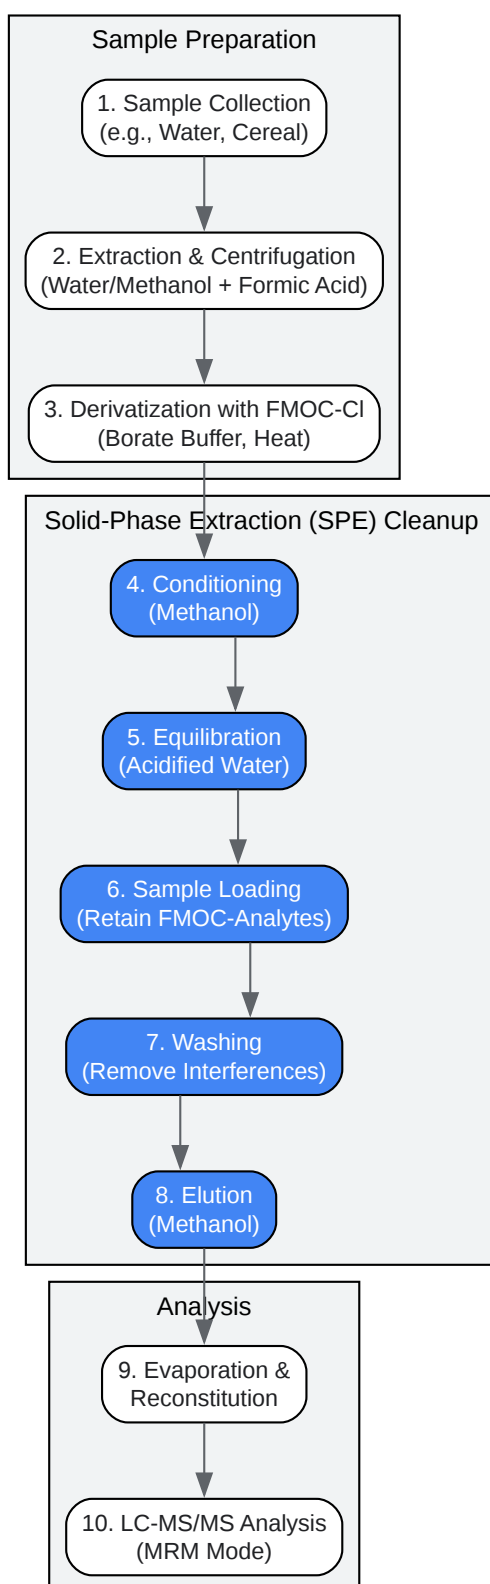 Sample Preparation
1. Sample Collection
(e.g., Water, Cereal)
2. Extraction & Centrifugation
(Water/Methanol + Formic Acid)
3. Derivatization with FMOC-Cl
(Borate Buffer, Heat)
Solid-Phase Extraction (SPE) Cleanup
4. Conditioning
(Methanol)
5. Equilibration
(Acidified Water)
6. Sample Loading
(Retain FMOC-Analytes)
7. Washing
(Remove Interferences)
8. Elution
(Methanol)
Analysis
9. Evaporation &
Reconstitution
10. LC-MS/MS Analysis
(MRM Mode)